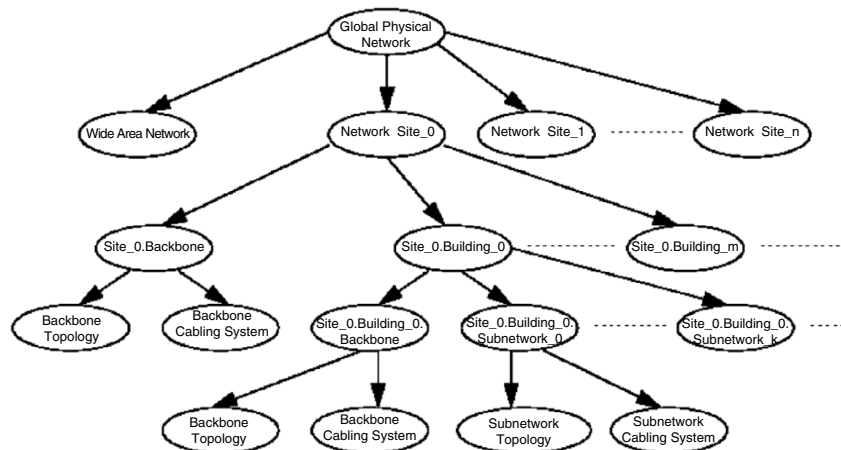 Global Physical
Network
Wide Area Network
Network Site_0
Network Site_1
Network Site_n
Site_0.Backbone
Site_0.Building_0
Site_0.Building_m
Backbone
Topology
Backbone
Cabling System
Site_0.Building_0.
Backbone
Site_0.Building_0.
Subnetwork_0
Site_0.Building_0.
Subnetwork_k
Backbone
Topology
Backbone
Cabling System
Subnetwork
Topology
Subnetwork
Cabling System